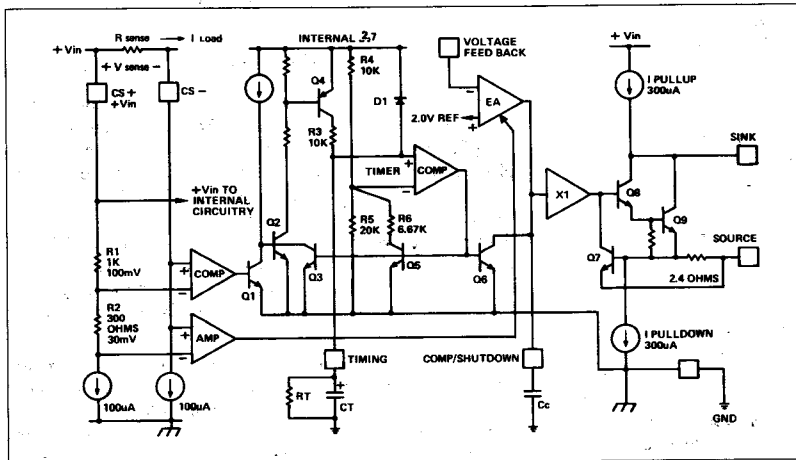 R sense
I Load
+ Vin
+ V sense -
CS +
+Vin
CS -
+Vin TO
INTERNAL
CIRCUITRY
R1
1K
100mV
R2
300
OHMS
30mV
COMP
AMP
100uA
100uA
INTERNAL
2.7
Q4
R4
10K
D1
R3
10K
TIMER
COMP
Q2
Q3
Q1
R5
20K
R6
6.67K
Q5
Q6
TIMING
RT
CT
+
VOLTAGE
FEED BACK
EA
2.0V REF
COMP/SHUTDOWN
Cc
X1
+ Vin
I PULLUP
300uA
SINK
Q8
Q9
Q7
SOURCE
2.4 OHMS
I PULLDOWN
300uA
GND